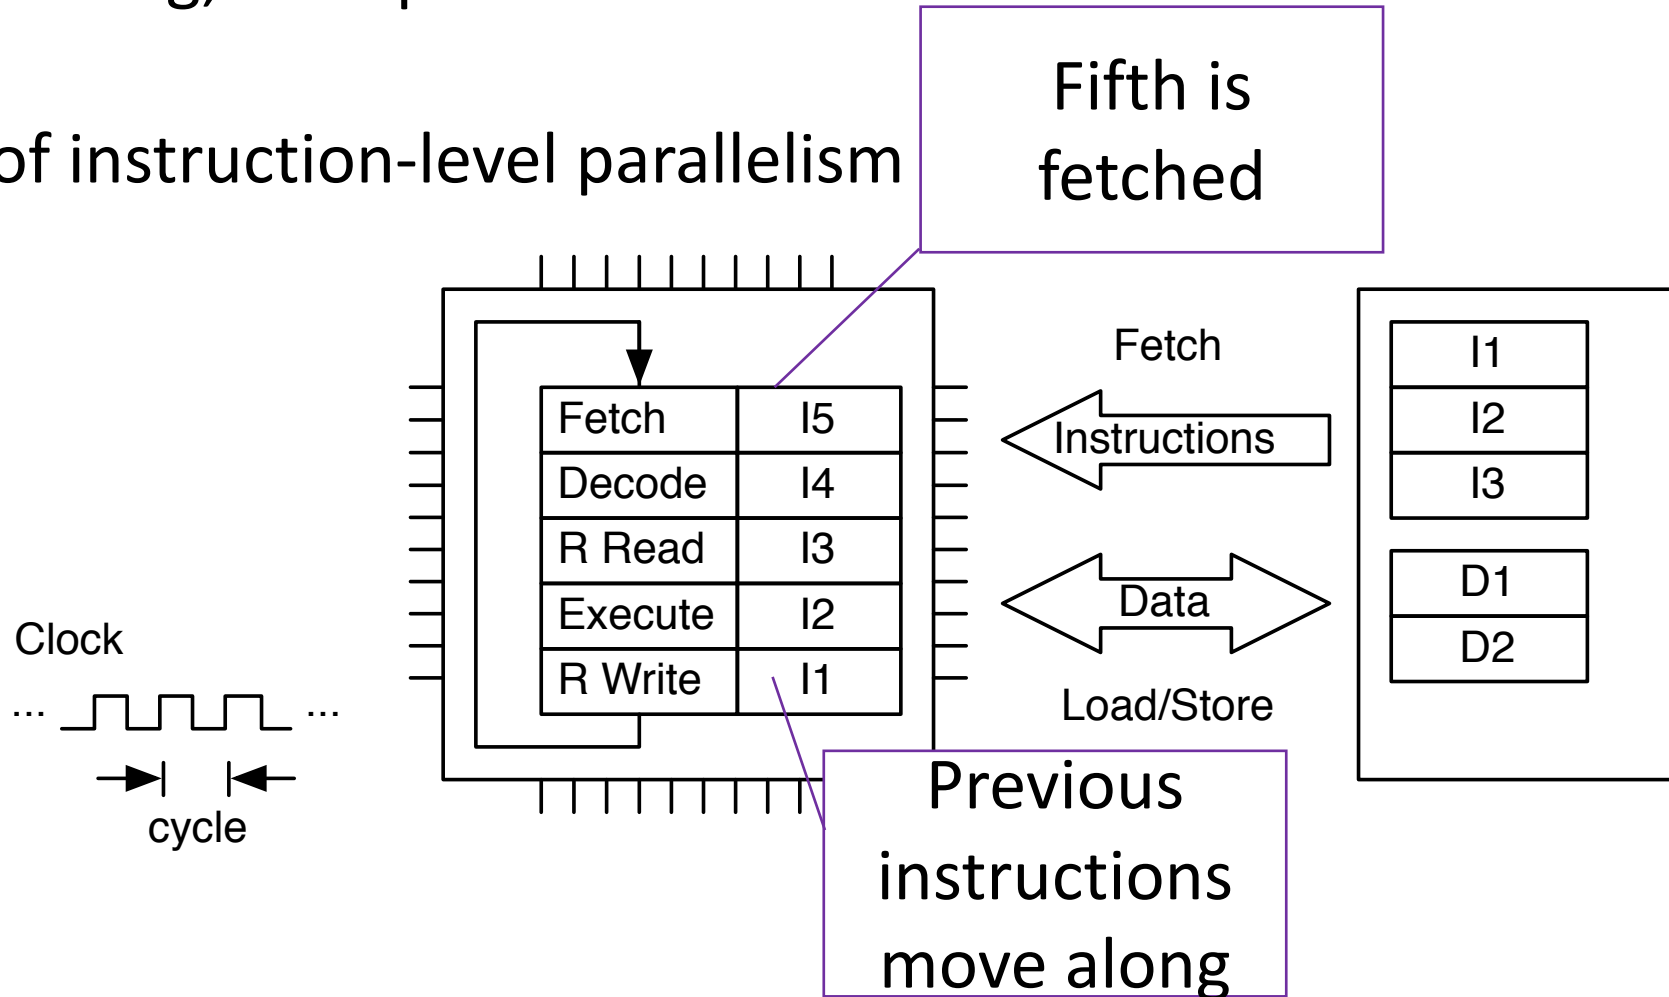 Fifth is
fetched
of instruction-level parallelism
Fetch
Instructions
Data
Load/Store
Fetch I5
Decode I4
R Read I3
Execute I2
R Write I1
I1
I2
I3
D1
D2
Clock
... ...
cycle
Previous
instructions
move along